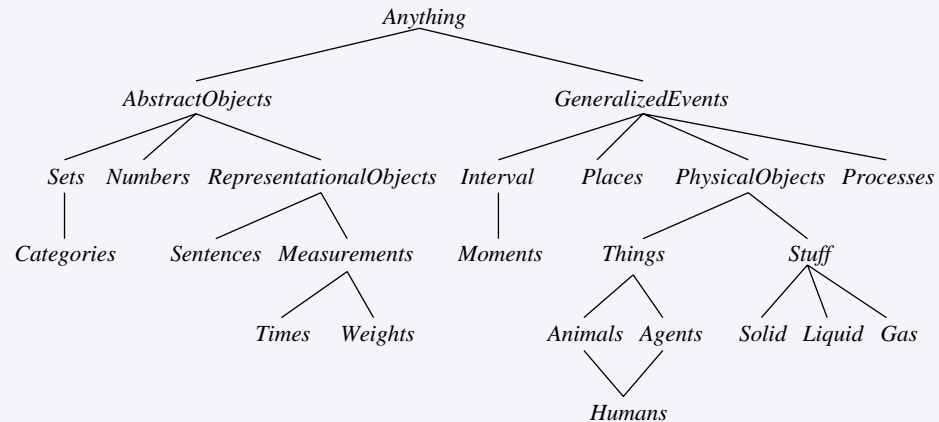 Anything
AbstractObjects GeneralizedEvents
Sets Numbers RepresentationalObjects Interval Places PhysicalObjects Processes
Categories Sentences Measurements Moments Things Stuff
Times Weights Animals Agents Solid Liquid Gas
Humans